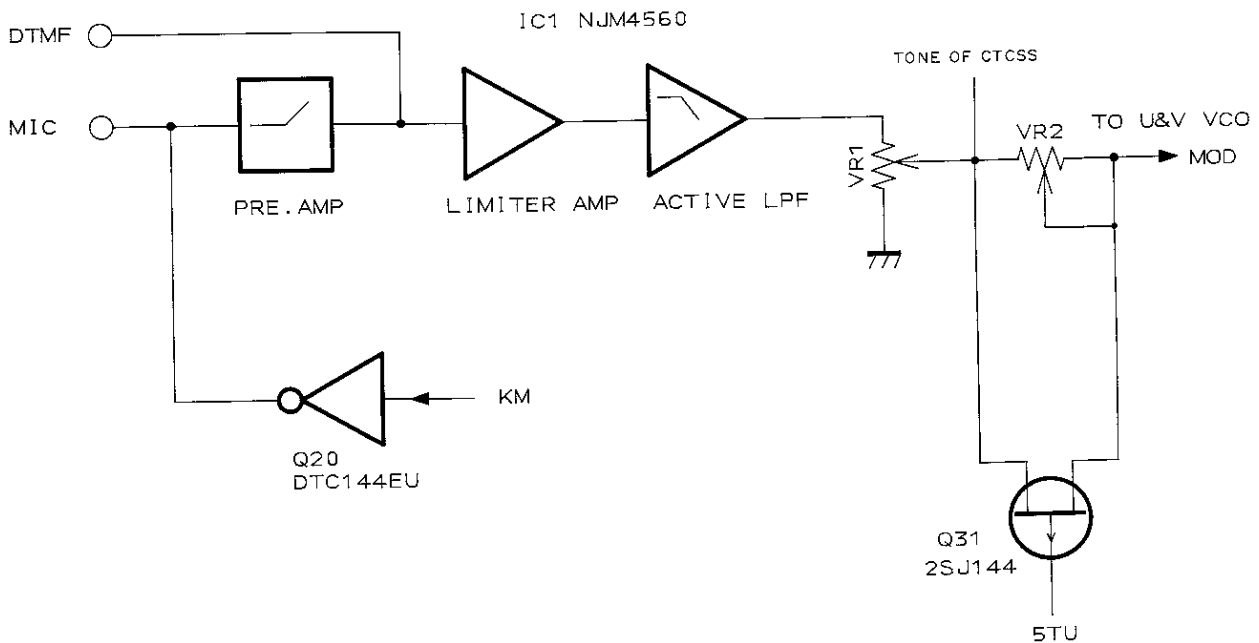 IC1 NJM4560
DTMF
TONE OF CTCSS
MIC
VR1
VR2
TO U&V VCO
MOD
PRE.AMP
LIMITER AMP
ACTIVE LPF
KM
Q20
DTC144EU
Q31
2SJ144
5TU